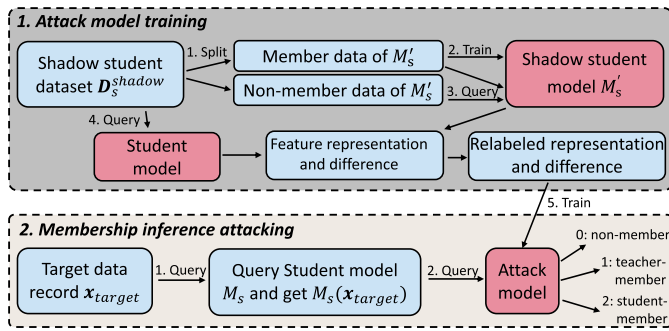 1. Attack model training
Shadow student
dataset D_s^shadow
1. Split
Member data of M_s′
Non-member data of M_s′
2. Train
3. Query
Shadow student
model M_s′
4. Query
Student
model
Feature representation
and difference
Relabeled representation
and difference
5. Train
2. Membership inference attacking
Target data
record x_target
1. Query
Query Student model
M_s and get M_s(x_target)
2. Query
Attack
model
0: non-member
1: teacher-
member
2: student-
member